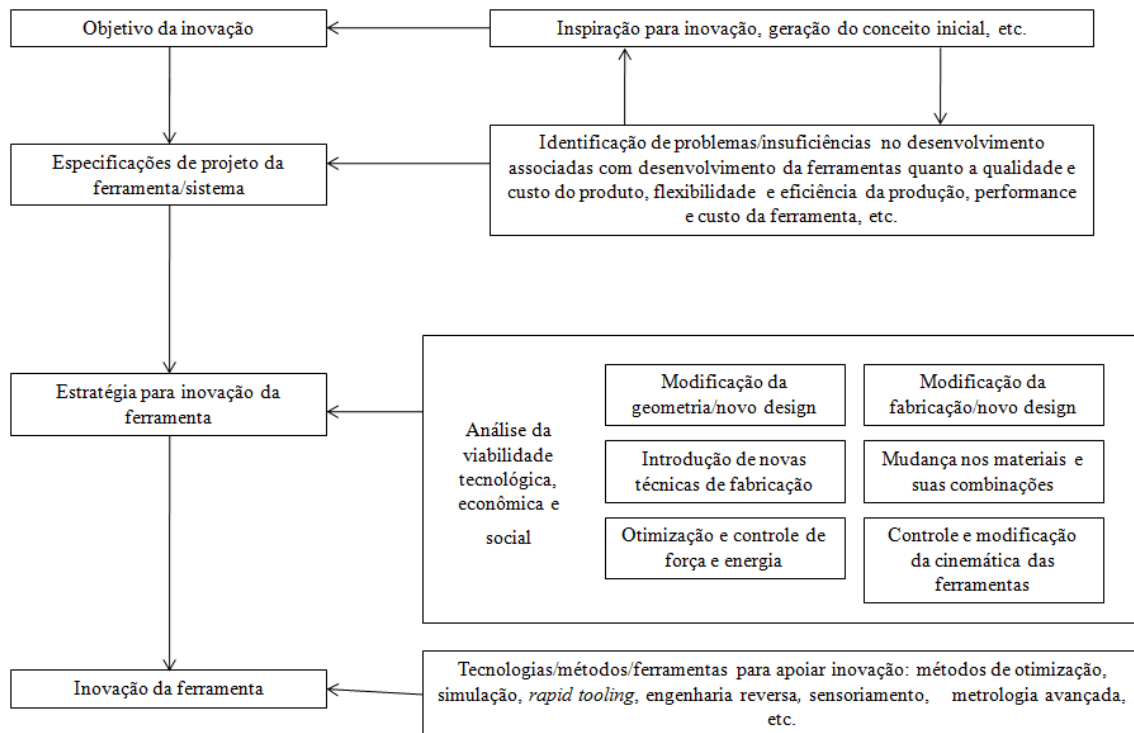 Objetivo da inovação
Inspiração para inovação, geração do conceito inicial, etc.
Especificações de projeto da
ferramenta/sistema
Identificação de problemas/insuficiências no desenvolvimento
associadas com desenvolvimento da ferramentas quanto a qualidade e
custo do produto, flexibilidade e eficiência da produção, performance
e custo da ferramenta, etc.
Estratégia para inovação da
ferramenta
Análise da
viabilidade
tecnológica,
econômica e
social
Modificação da
geometria/novo design
Modificação da
fabricação/novo design
Introdução de novas
técnicas de fabricação
Mudança nos materiais e
suas combinações
Otimização e controle de
força e energia
Controle e modificação
da cinemática das
ferramentas
Inovação da ferramenta
Tecnologias/métodos/ferramentas para apoiar inovação: métodos de otimização,
simulação, rapid tooling, engenharia reversa, sensoriamento, metrologia avançada,
etc.